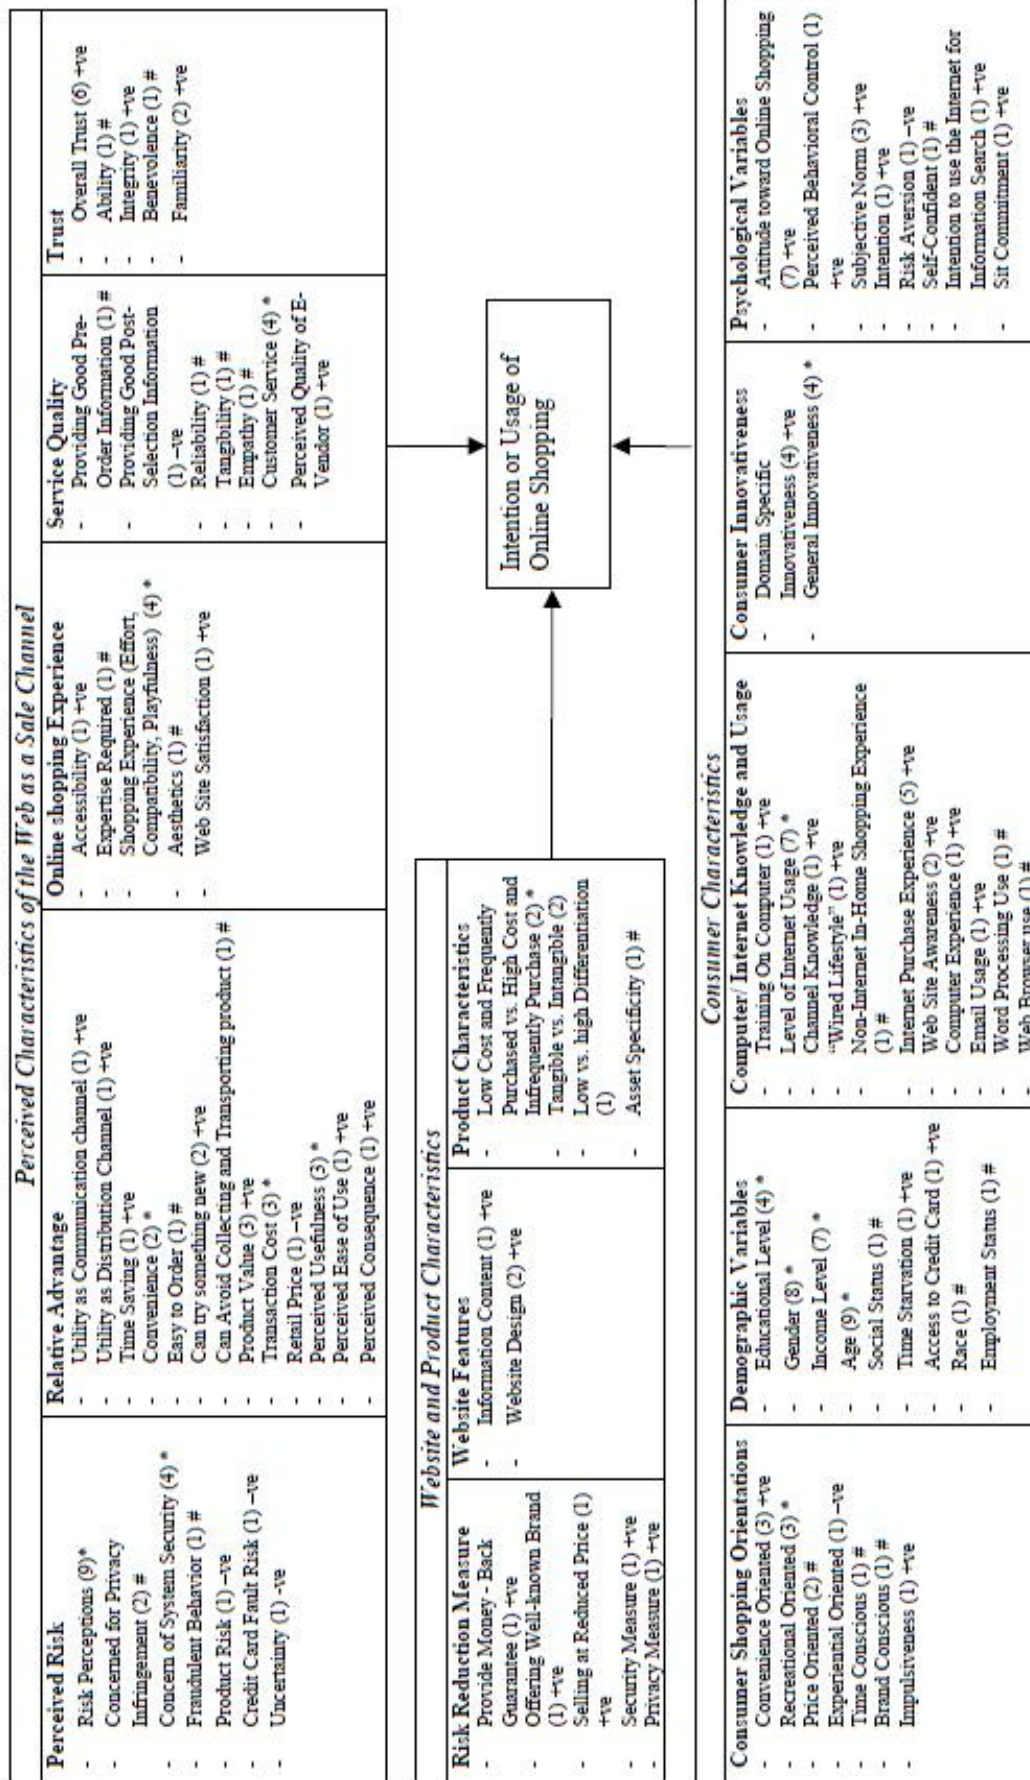 Perceived Characteristics of the Web as a Sale Channel
Perceived Risk
- Risk Perceptions (9)*
- Concerned for Privacy
Infringement (2) #
- Concern of System Security (4) *
- Fraudulent Behavior (1) #
- Product Risk (1) –ve
- Credit Card Fault Risk (1) –ve
- Uncertainty (1) -ve
Relative Advantage
- Utility as Communication channel (1) +ve
- Utility as Distribution Channel (1) +ve
- Time Saving (1) +ve
- Convenience (2) *
- Easy to Order (1) #
- Can try something new (2) +ve
- Can Avoid Collecting and Transporting product (1) #
- Product Value (3) +ve
- Transaction Cost (3) *
- Retail Price (1) –ve
- Perceived Usefulness (3) *
- Perceived Ease of Use (1) +ve
- Perceived Consequence (1) +ve
Online shopping Experience
- Accessibility (1) +ve
- Expertise Required (1) #
- Shopping Experience (Effort,
Compatibility, Playfulness) (4) *
- Aesthetics (1) #
- Web Site Satisfaction (1) +ve
Service Quality
- Providing Good Pre-
Order Information (1) #
- Providing Good Post-
Selection Information
(1) –ve
- Reliability (1) #
- Tangibility (1) #
- Empathy (1) #
- Customer Service (4) *
- Perceived Quality of E-
Vendor (1) +ve
Trust
- Overall Trust (6) +ve
- Ability (1) #
- Integrity (1) +ve
- Benevolence (1) #
- Familiarity (2) +ve
Website and Product Characteristics
Risk Reduction Measure
- Provide Money - Back
Guarantee (1) +ve
- Offering Well-known Brand
(1) +ve
- Selling at Reduced Price (1)
+ve
- Security Measure (1) +ve
- Privacy Measure (1) +ve
Website Features
- Information Content (1) +ve
- Website Design (2) +ve
Product Characteristics
- Low Cost and Frequently
Purchased vs. High Cost and
Infrequently Purchase (2) *
- Tangible vs. Intangible (2)
- Low vs. high Differentiation
(1)
- Asset Specificity (1) #
Intention or Usage of
Online Shopping
Consumer Characteristics
Consumer Shopping Orientations
- Convenience Oriented (3) +ve
- Recreational Oriented (3) *
- Price Oriented (2) #
- Experiential Oriented (1) –ve
- Time Conscious (1) #
- Brand Conscious (1) #
- Impulsiveness (1) +ve
Demographic Variables
- Educational Level (4) *
- Gender (8) *
- Income Level (7) *
- Age (9) *
- Social Status (1) #
- Time Starvation (1) +ve
- Access to Credit Card (1) +ve
- Race (1) #
- Employment Status (1) #
Computer/ Internet Knowledge and Usage
- Training On Computer (1) +ve
- Level of Internet Usage (7) *
- Channel Knowledge (1) +ve
- "Wired Lifestyle" (1) +ve
- Non-Internet In-Home Shopping Experience
(1) #
- Internet Purchase Experience (5) +ve
- Web Site Awareness (2) +ve
- Computer Experience (1) +ve
- Email Usage (1) +ve
- Word Processing Use (1) #
- Web Browser use (1) #
Consumer Innovativeness
- Domain Specific
Innovativeness (4) +ve
- General Innovativeness (4) *
Psychological Variables
- Attitude toward Online Shopping
(7) +ve
- Perceived Behavioral Control (1)
+ve
- Subjective Norm (3) +ve
- Intention (1) +ve
- Risk Aversion (1) –ve
- Self-Confident (1) #
- Intention to use the Internet for
Information Search (1) +ve
- Sit Commitment (1) +ve